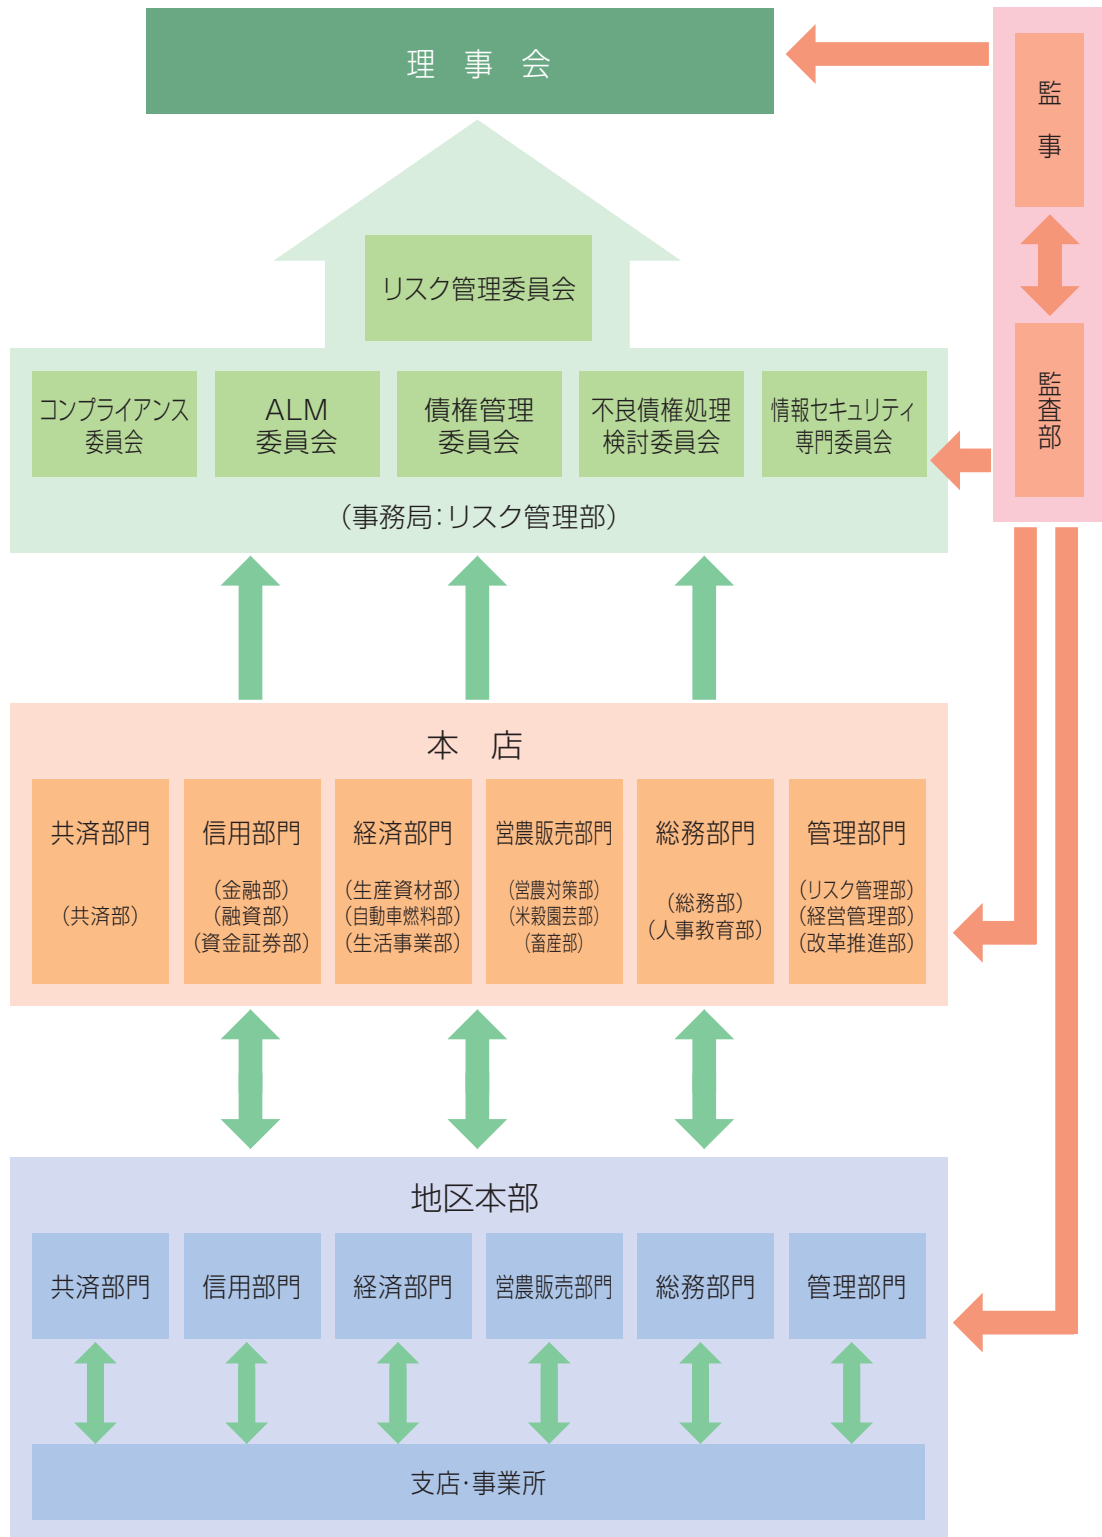 理事会
監事
監査部
リスク管理委員会
コンプライアンス
委員会
ALM
委員会
債権管理
委員会
不良債権処理
検討委員会
情報セキュリティ
専門委員会
(事務局:リスク管理部)
本店
共済部門
(共済部)
信用部門
(金融部)
(融資部)
(資金証券部)
経済部門
(生産資材部)
(自動車燃料部)
(生活事業部)
営農販売部門
(営農対策部)
(米穀園芸部)
(畜産部)
総務部門
(総務部)
(人事教育部)
管理部門
(リスク管理部)
(経営管理部)
(改革推進部)
地区本部
共済部門
信用部門
経済部門
営農販売部門
総務部門
管理部門
支店・事業所